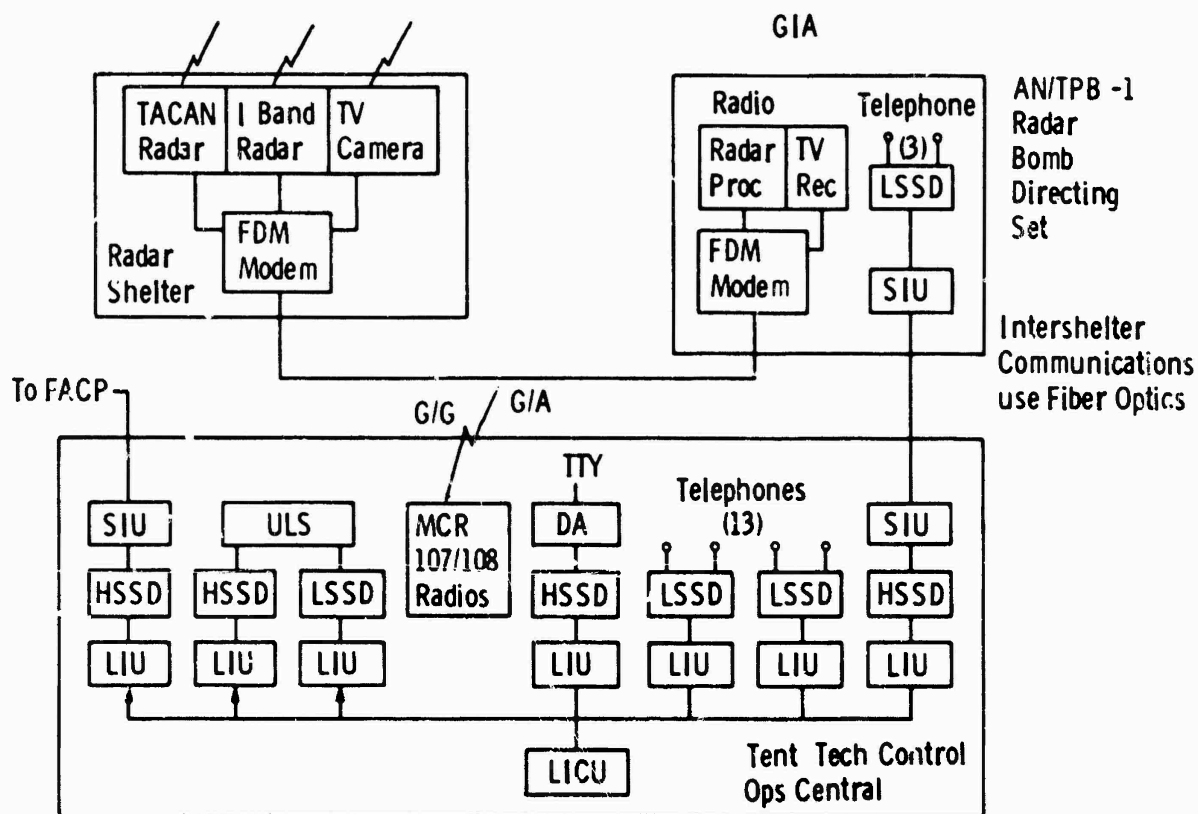 GIA
TACAN Radar
I Band Radar
TV Camera
FDM Modem
Radar Shelter
Radio
Telephone
(3)
Radar Proc
TV Rec
LSSD
FDM Modem
SIU
AN/TPB -1
Radar
Bomb
Directing
Set
Intershelter
Communications
use Fiber Optics
To FACP
G/G
G/A
TTY
Telephones
(13)
SIU
ULS
MCR
107/108
Radios
DA
SIU
HSSD
HSSD
LSSD
HSSD
LSSD
LSSD
HSSD
LIU
LIU
LIU
LIU
LIU
LIU
LIU
LICU
Tent Tech Control
Ops Central